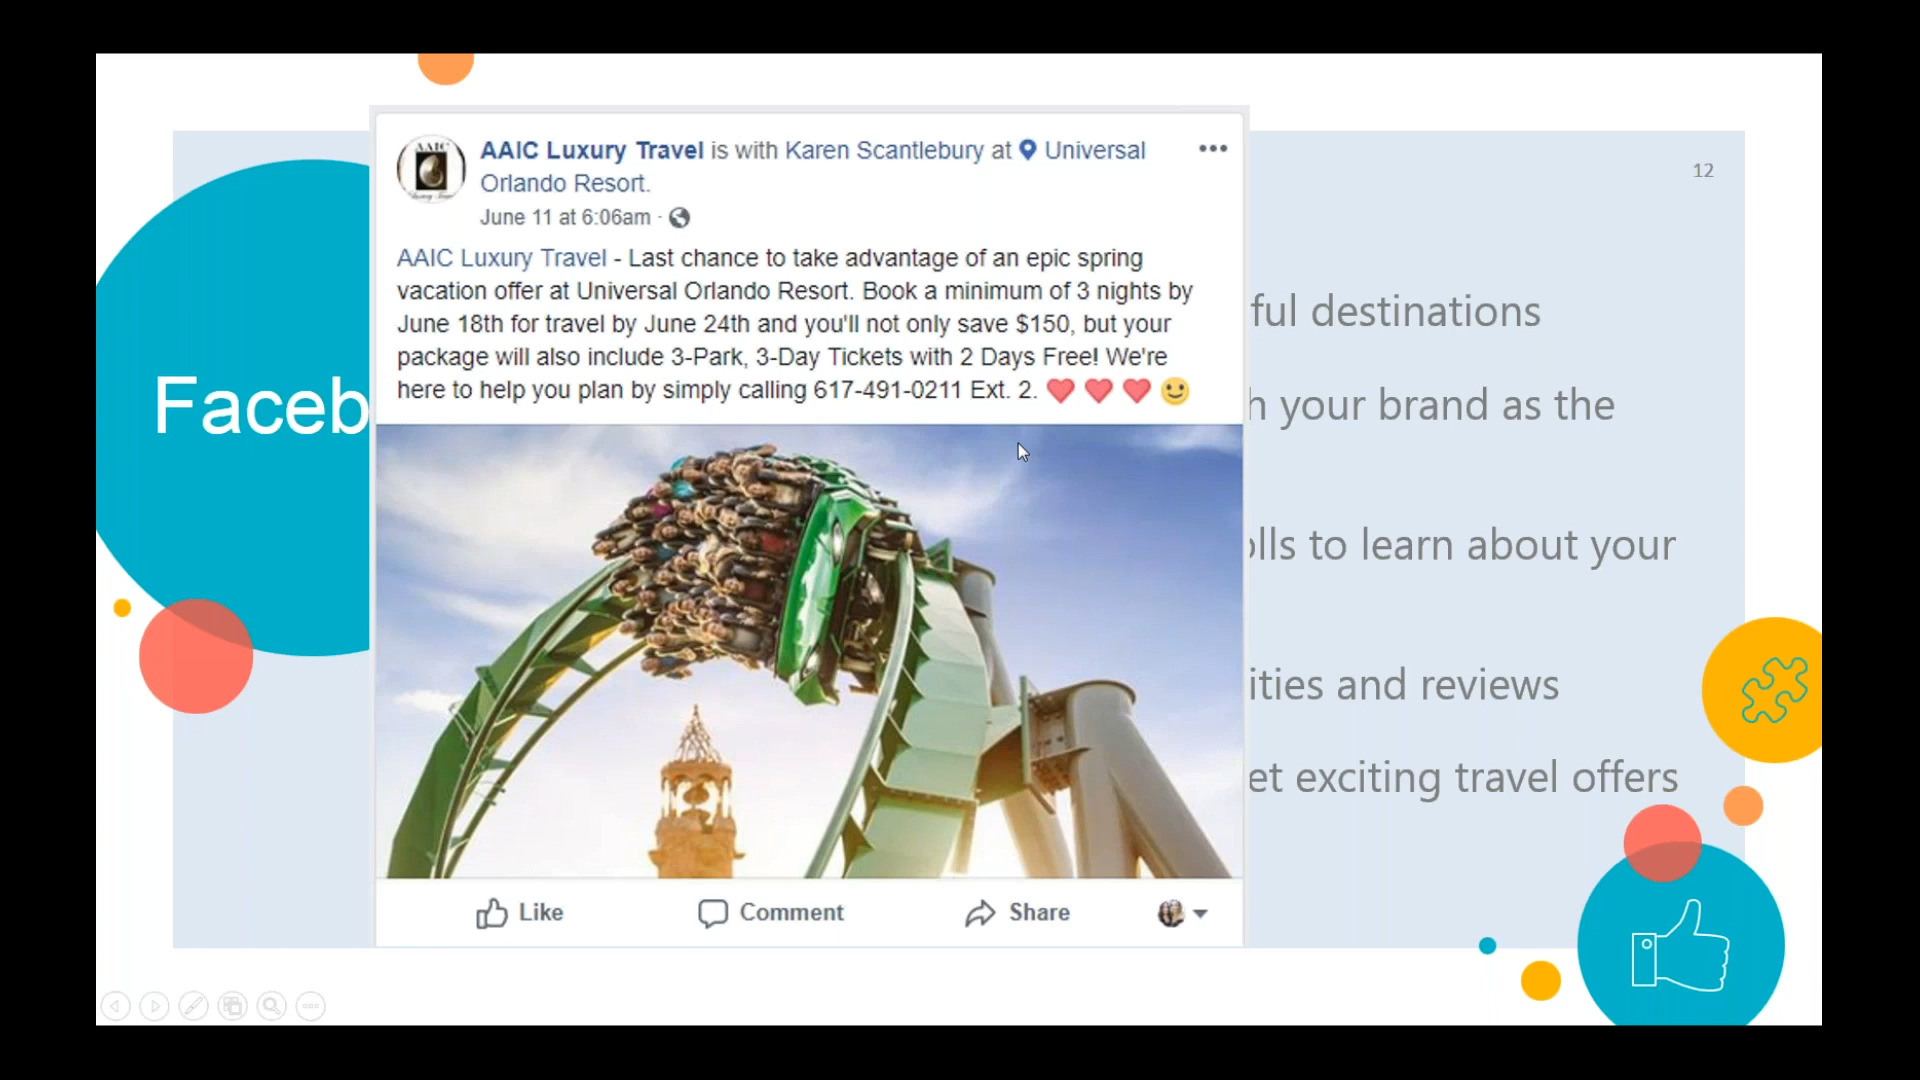 AAIC Luxury Travel is with Karen Scantlebury at Universal
Orlando Resort.
June 11 at 6:06am ·
AAIC Luxury Travel - Last chance to take advantage of an epic spring
vacation offer at Universal Orlando Resort. Book a minimum of 3 nights by
June 18th for travel by June 24th and you'll not only save $150, but your
package will also include 3-Park, 3-Day Tickets with 2 Days Free! We're
here to help you plan by simply calling 617-491-0211 Ext. 2.
Like Comment Share
Faceb
12
ful destinations
h your brand as the
lls to learn about your
ities and reviews
et exciting travel offers